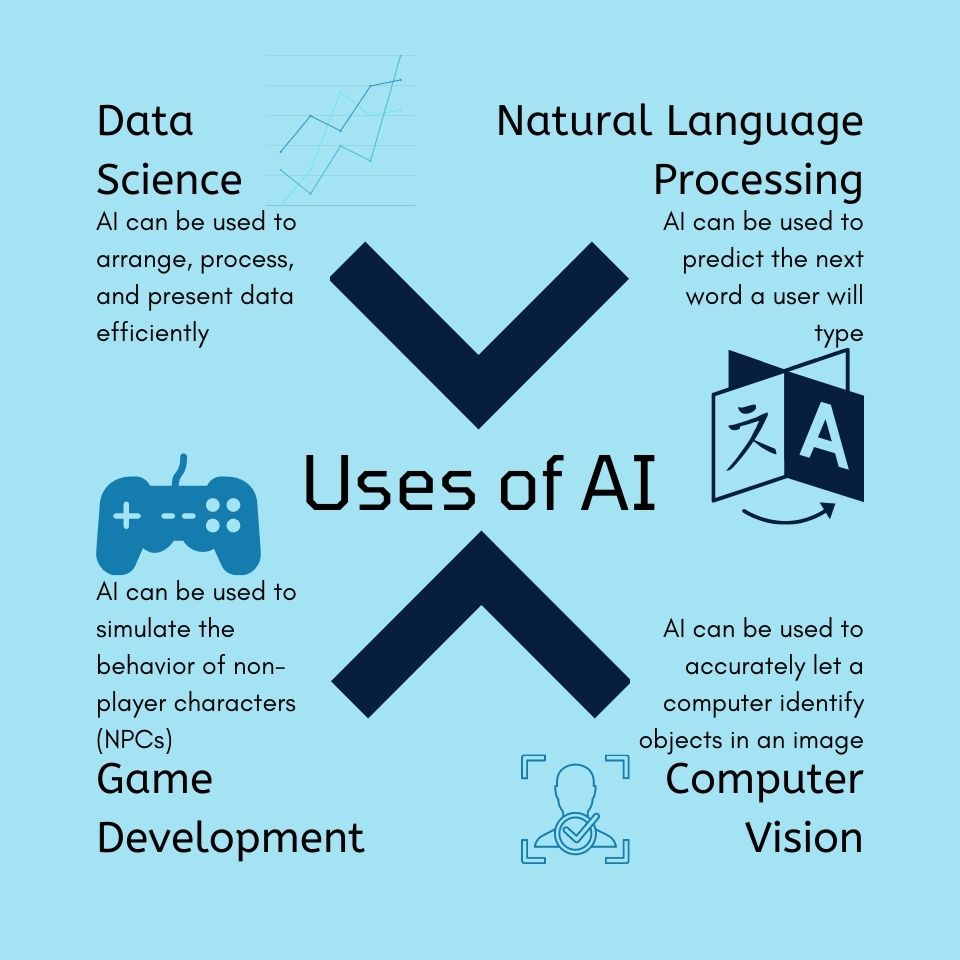 Data
Science
AI can be used to
arrange, process,
and present data
efficiently
Natural Language
Processing
AI can be used to
predict the next
word a user will
type
A
Uses of AI
AI can be used to
simulate the
behavior of non-
player characters
(NPCs)
Game
Development
AI can be used to
accurately let a
computer identify
objects in an image
Computer
Vision